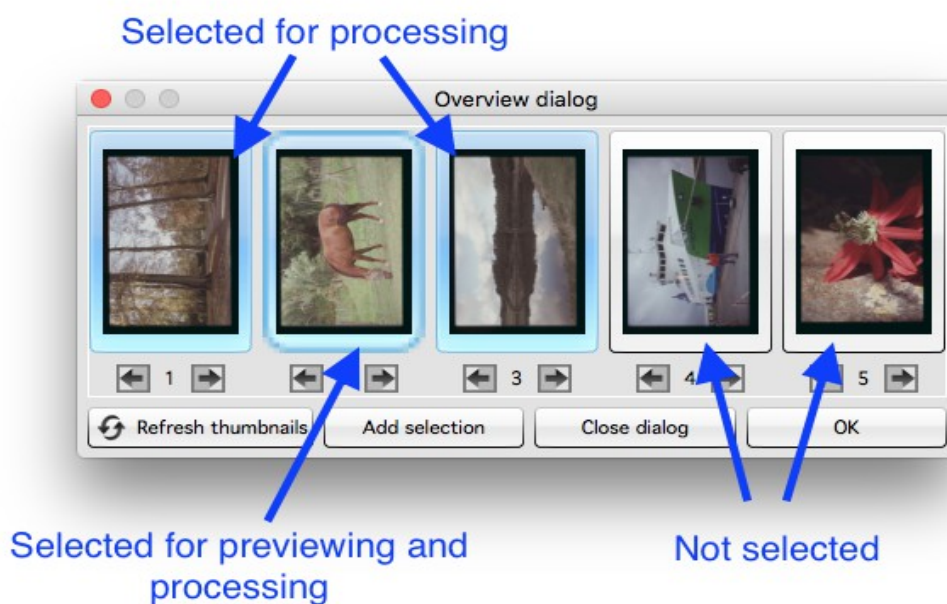 Selected for processing
Overview dialog
1 3 4 5
Refresh thumbnails Add selection Close dialog OK
Selected for previewing and
processing
Not selected